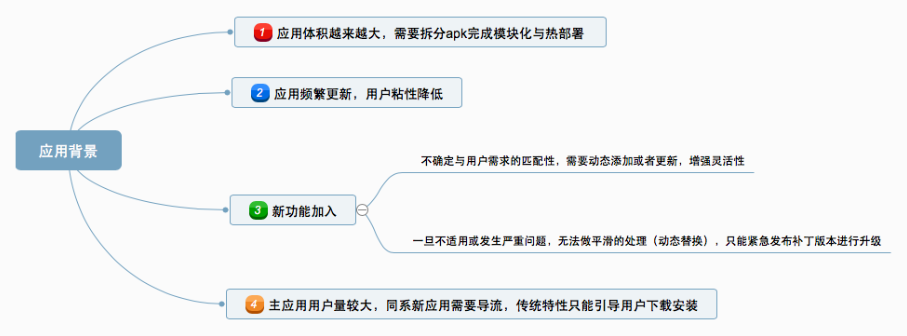 应用背景
1 应用体积越来越大，需要拆分apk完成模块化与热部署
2 应用频繁更新，用户粘性降低
3 新功能加入
不确定与用户需求的匹配性，需要动态添加或者更新，增强灵活性
一旦不适用或发生严重问题，无法做平滑的处理（动态替换），只能紧急发布补丁版本进行升级
4 主应用用户量较大，同系新应用需要导流，传统特性只能引导用户下载安装